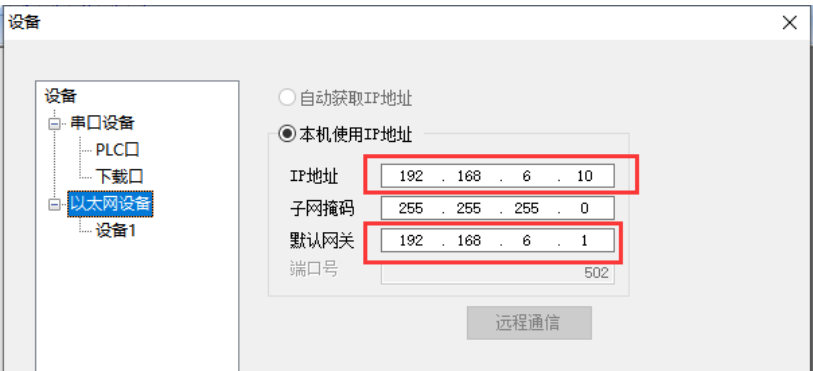 设备
设备
串口设备
PLC口
下载口
以太网设备
设备1
自动获取IP地址
本机使用IP地址
IP地址 192 . 168 . 6 . 10
子网掩码 255 . 255 . 255 . 0
默认网关 192 . 168 . 6 . 1
端口号 502
远程通信